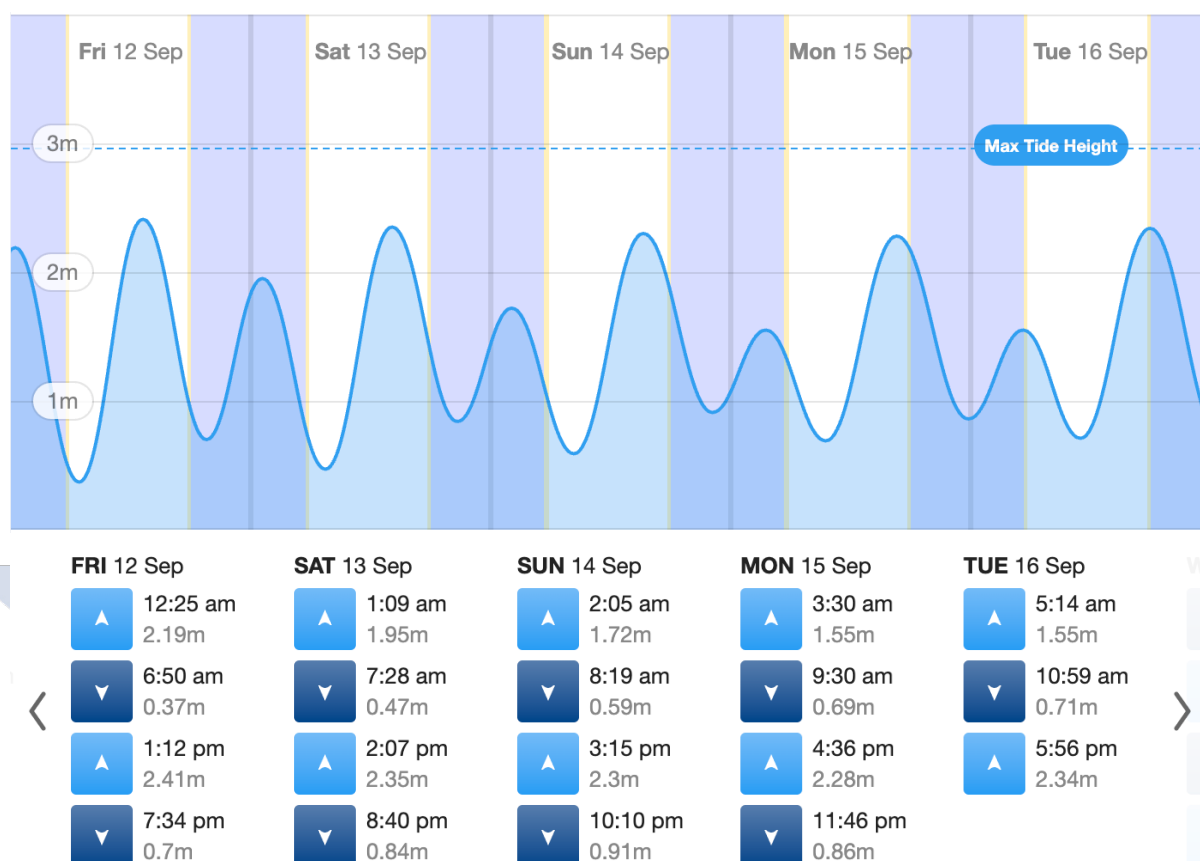 Fri 12 Sep
Sat 13 Sep
Sun 14 Sep
Mon 15 Sep
Tue 16 Sep
3m
Max Tide Height
2m
1m
FRI 12 Sep
12:25 am
2.19m
6:50 am
0.37m
1:12 pm
2.41m
7:34 pm
0.7m
SAT 13 Sep
1:09 am
1.95m
7:28 am
0.47m
2:07 pm
2.35m
8:40 pm
0.84m
SUN 14 Sep
2:05 am
1.72m
8:19 am
0.59m
3:15 pm
2.3m
10:10 pm
0.91m
MON 15 Sep
3:30 am
1.55m
9:30 am
0.69m
4:36 pm
2.28m
11:46 pm
0.86m
TUE 16 Sep
5:14 am
1.55m
10:59 am
0.71m
5:56 pm
2.34m